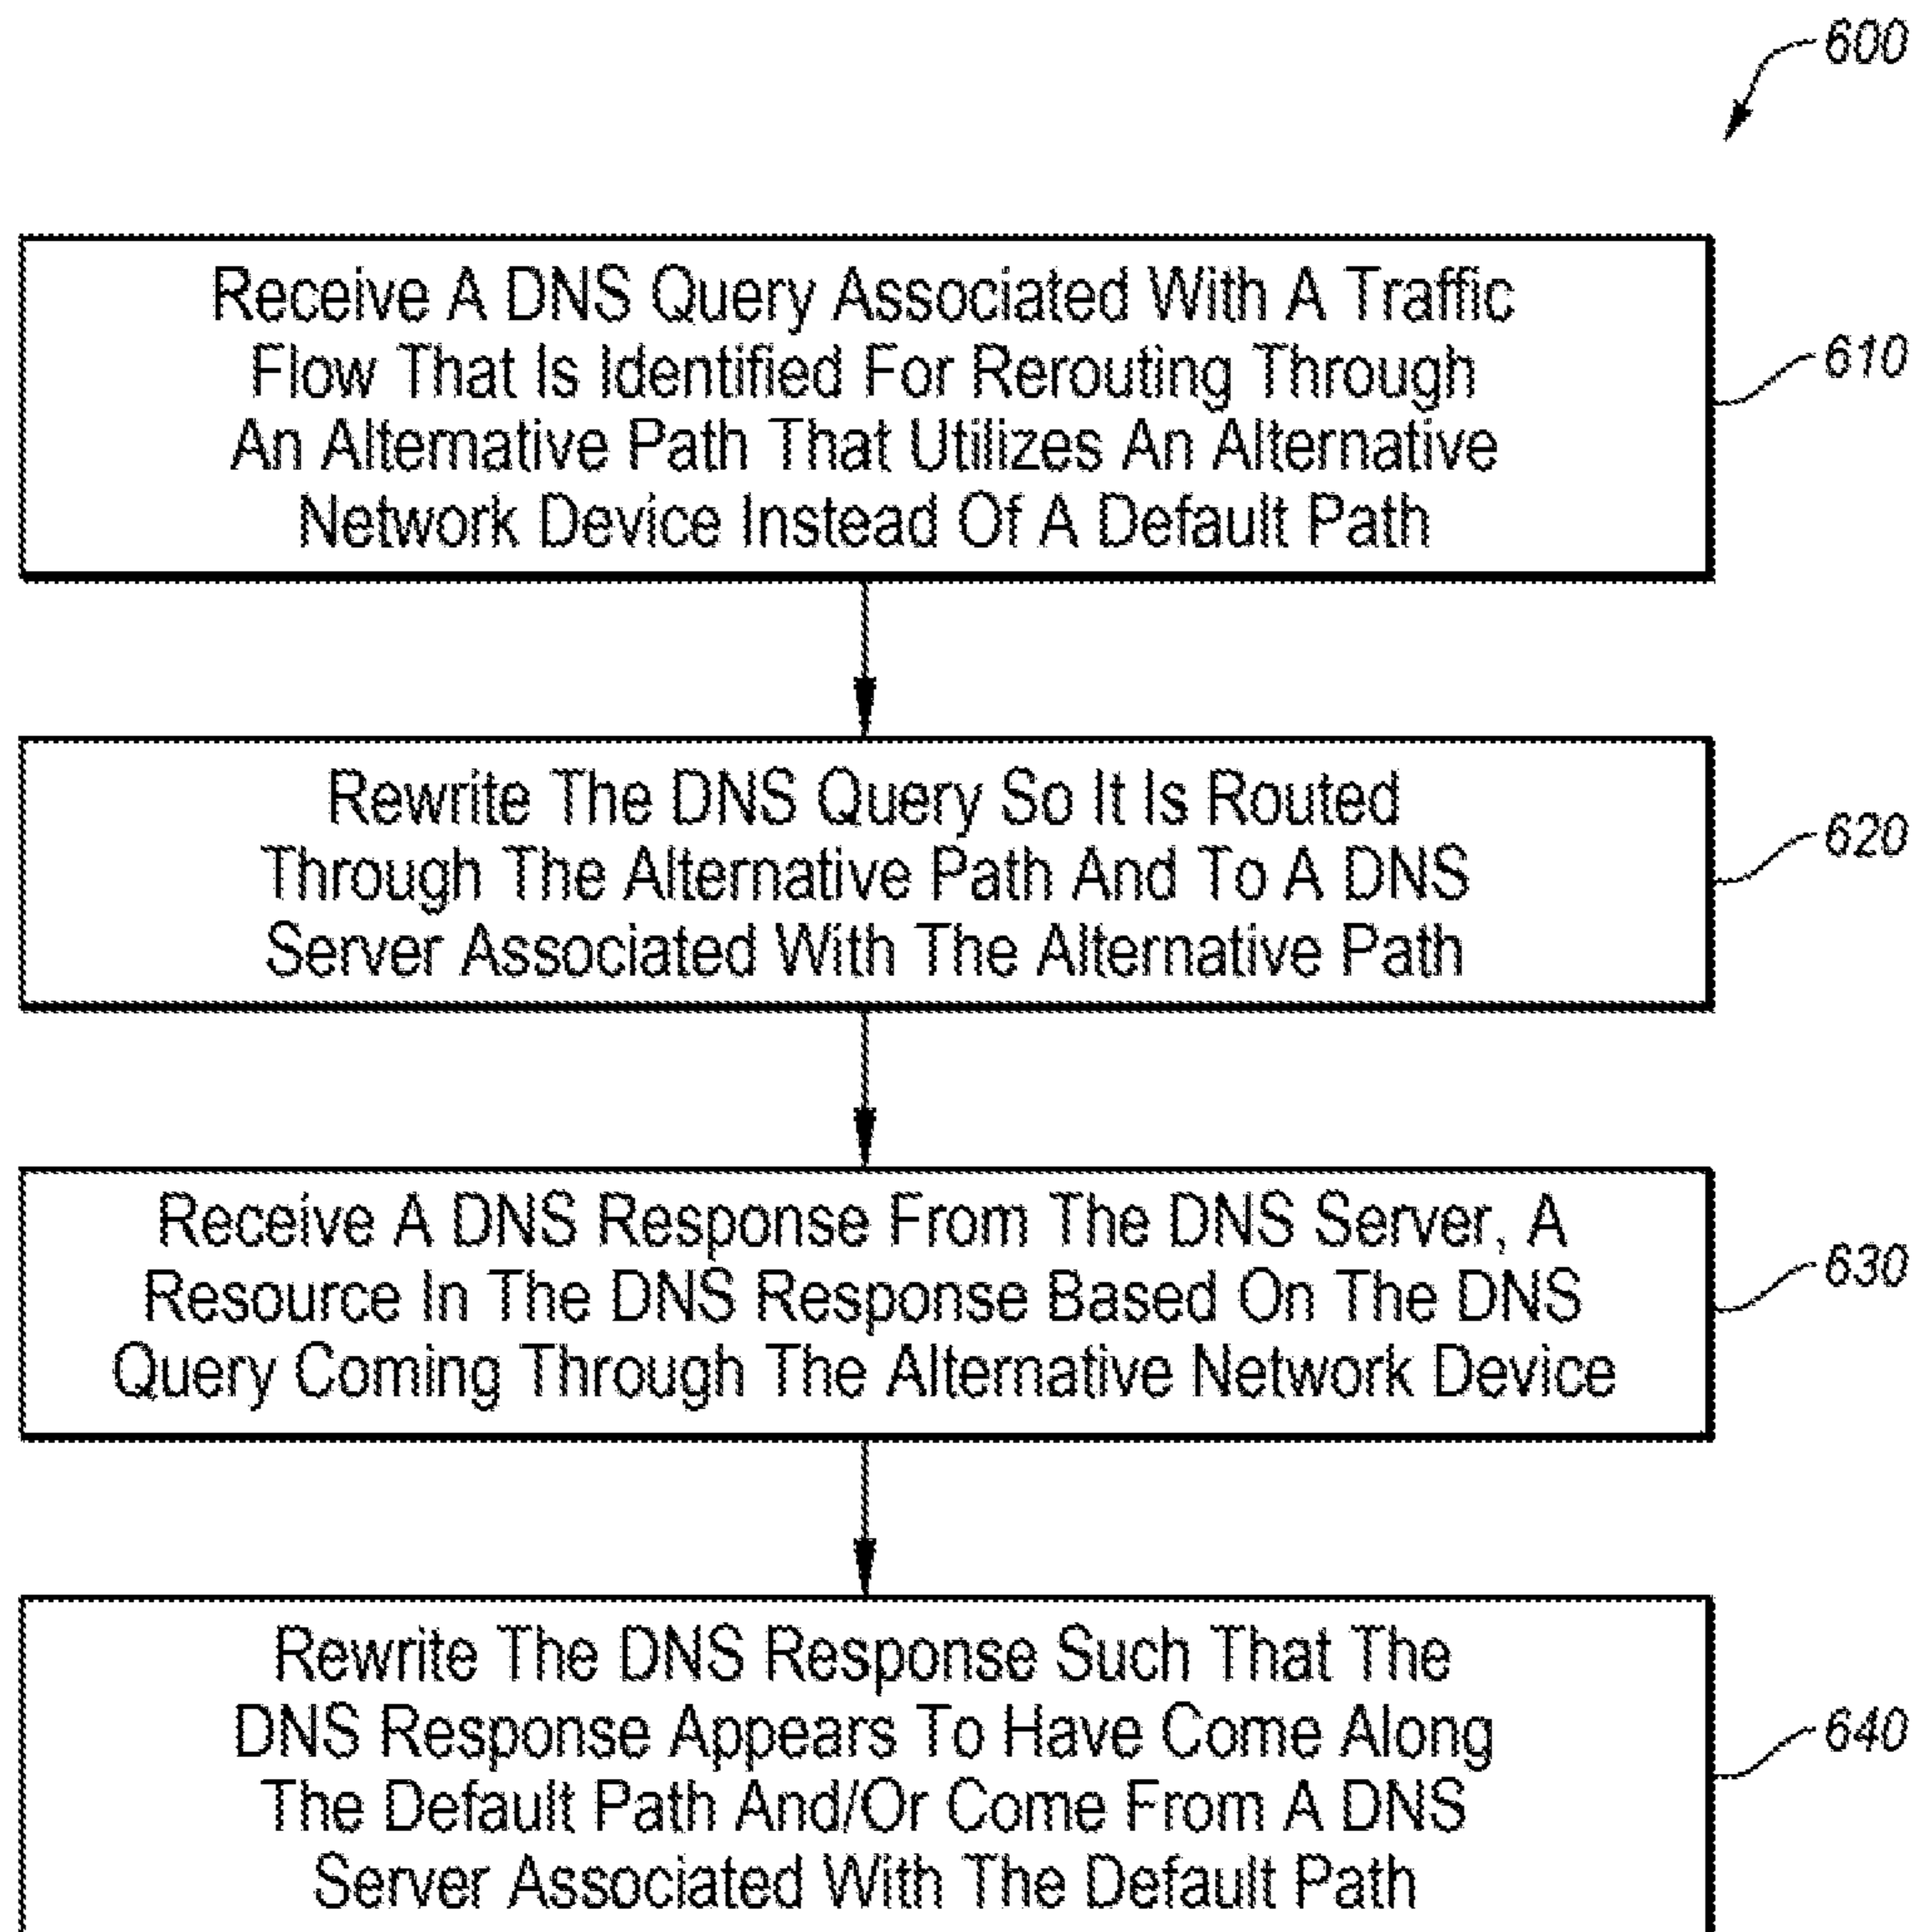 600
Receive A DNS Query Associated With A Traffic
Flow That Is Identified For Rerouting Through
An Alternative Path That Utilizes An Alternative
Network Device Instead Of A Default Path
610
Rewrite The DNS Query So It Is Routed
Through The Alternative Path And To A DNS
Server Associated With The Alternative Path
620
Receive A DNS Response From The DNS Server, A
Resource In The DNS Response Based On The DNS
Query Coming Through The Alternative Network Device
630
Rewrite The DNS Response Such That The
DNS Response Appears To Have Come Along
The Default Path And/Or Come From A DNS
Server Associated With The Default Path
640